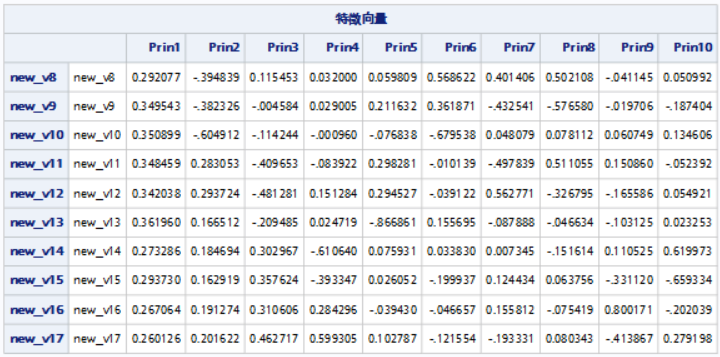 特徵向量
Prin1 Prin2 Prin3 Prin4 Prin5 Prin6 Prin7 Prin8 Prin9 Prin10
new_v8 new_v8 0.292077 -.394839 0.115453 0.032000 0.059809 0.568622 0.401406 0.502108 -.041145 0.050992
new_v9 new_v9 0.349543 -.382326 -.004584 0.029005 0.211632 0.361871 -.432541 -.576580 -.019706 -.187404
new_v10 new_v10 0.350899 -.604912 -.114244 -.000960 -.076838 -.679538 0.048079 0.078112 0.060749 0.134606
new_v11 new_v11 0.348459 0.283053 -.409653 -.083922 0.298281 -.010139 -.497839 0.511055 0.150860 -.052392
new_v12 new_v12 0.342038 0.293724 -.481281 0.151284 0.294527 -.039122 0.562771 -.326795 -.165586 0.054921
new_v13 new_v13 0.361960 0.166512 -.209485 0.024719 -.866861 0.155695 -.087888 -.046634 -.103125 0.023253
new_v14 new_v14 0.273286 0.184694 0.302967 -.610640 0.075931 0.033830 0.007345 -.151614 0.110525 0.619973
new_v15 new_v15 0.293730 0.162919 0.357624 -.393347 0.026052 -.199937 0.124434 0.063756 -.331120 -.659334
new_v16 new_v16 0.267064 0.191274 0.310606 0.284296 -.039430 -.046657 0.155812 -.075419 0.800171 -.202039
new_v17 new_v17 0.260126 0.201622 0.462717 0.599305 0.102787 -.121554 -.193331 0.080343 -.413867 0.279198